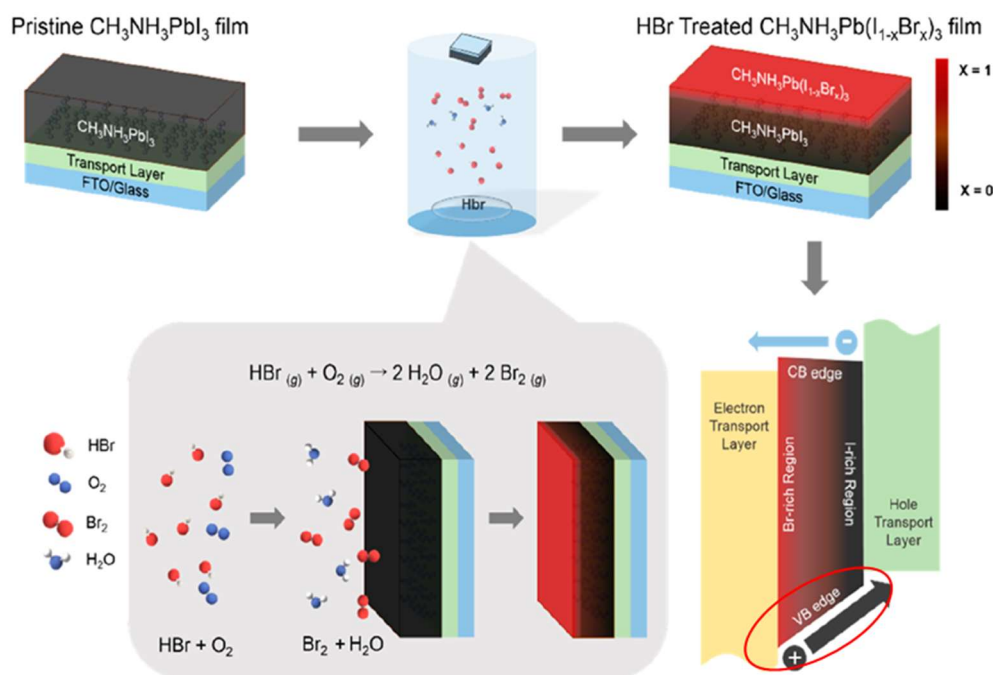 Pristine CH₃NH₃PbI₃ film
HBr Treated CH₃NH₃Pb(I₁₋ₓBrₓ)₃ film
CH₃NH₃PbI₃
Transport Layer
FTO/Glass
Hbr
CH₃NH₃Pb(I₁₋ₓBrₓ)₃
CH₃NH₃PbI₃
Transport Layer
FTO/Glass
X = 1
X = 0
HBr (g) + O₂ (g) → 2 H₂O (g) + 2 Br₂ (g)
HBr
O₂
Br₂
H₂O
HBr + O₂
Br₂ + H₂O
−
CB edge
Electron
Transport
Layer
Br-rich Region
I-rich Region
Hole
Transport
Layer
VB edge
+